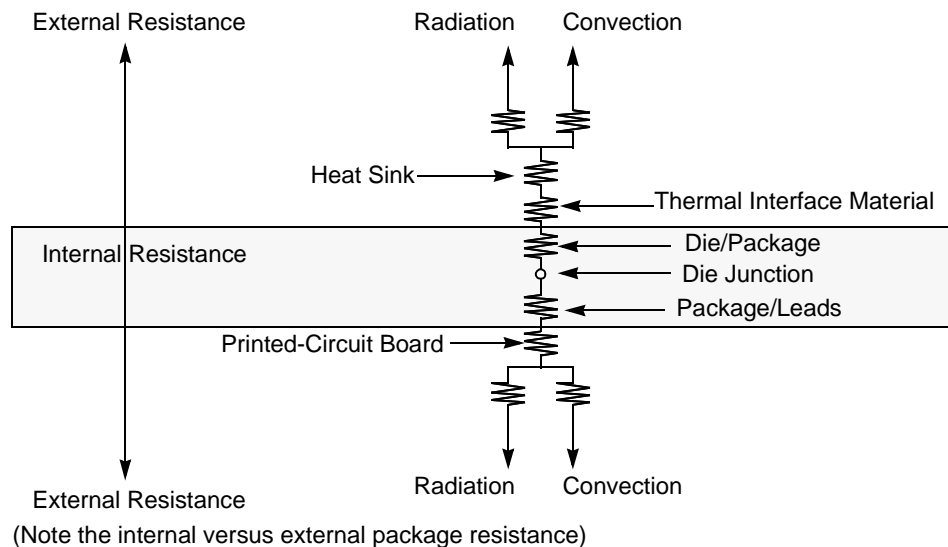 External Resistance
Radiation
Convection
Heat Sink
Thermal Interface Material
Internal Resistance
Die/Package
Die Junction
Package/Leads
Printed-Circuit Board
Radiation
Convection
External Resistance
(Note the internal versus external package resistance)